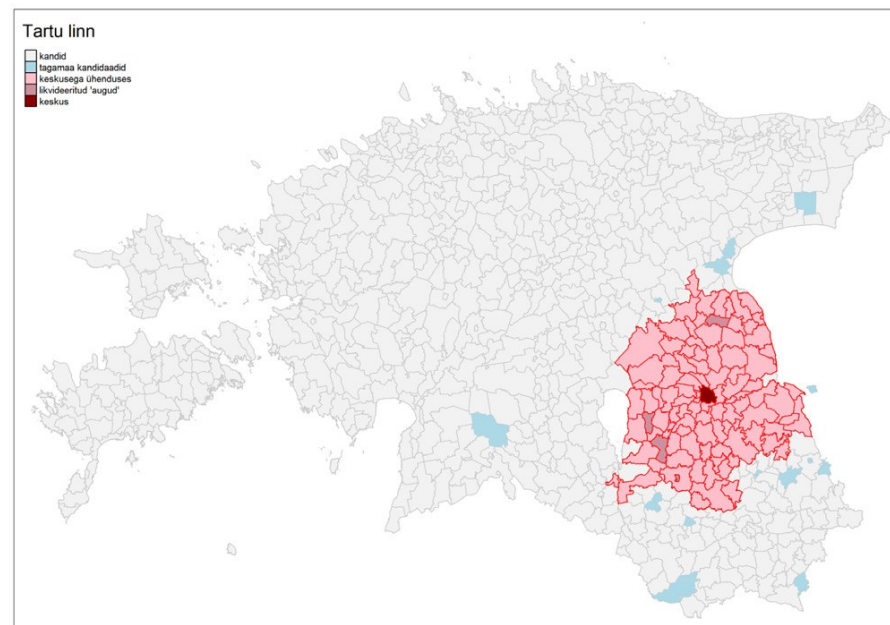 Tartu linn
kandid
tagamaa kandidaadid
keskusega ühenduses
likvideeritud 'augud'
keskus